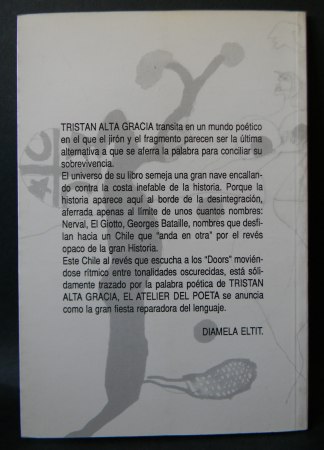 TRISTAN ALTA GRACIA transita en un mundo poético
en el que el jirón y el fragmento parecen ser la última
alternativa a que se aferra la palabra para conciliar su
sobrevivencia.
El universo de su libro semeja una gran nave encallan-
do contra la costa inefable de la historia. Porque la
historia aparece aquí al borde de la desintegración,
aferrada apenas al límite de unos cuantos nombres:
Nerval, El Giotto, Georges Bataille, nombres que desfi-
lan hacia un Chile que "anda en otra" por el revés
opaco de la gran Historia.
Este Chile al revés que escucha a los "Doors" movién-
dose rítmico entre tonalidades oscurecidas, está sóli-
damente trazado por la palabra poética de TRISTAN
ALTA GRACIA, EL ATELIER DEL POETA se anuncia
como la gran fiesta reparadora del lenguaje.
DIAMELA ELTIT.